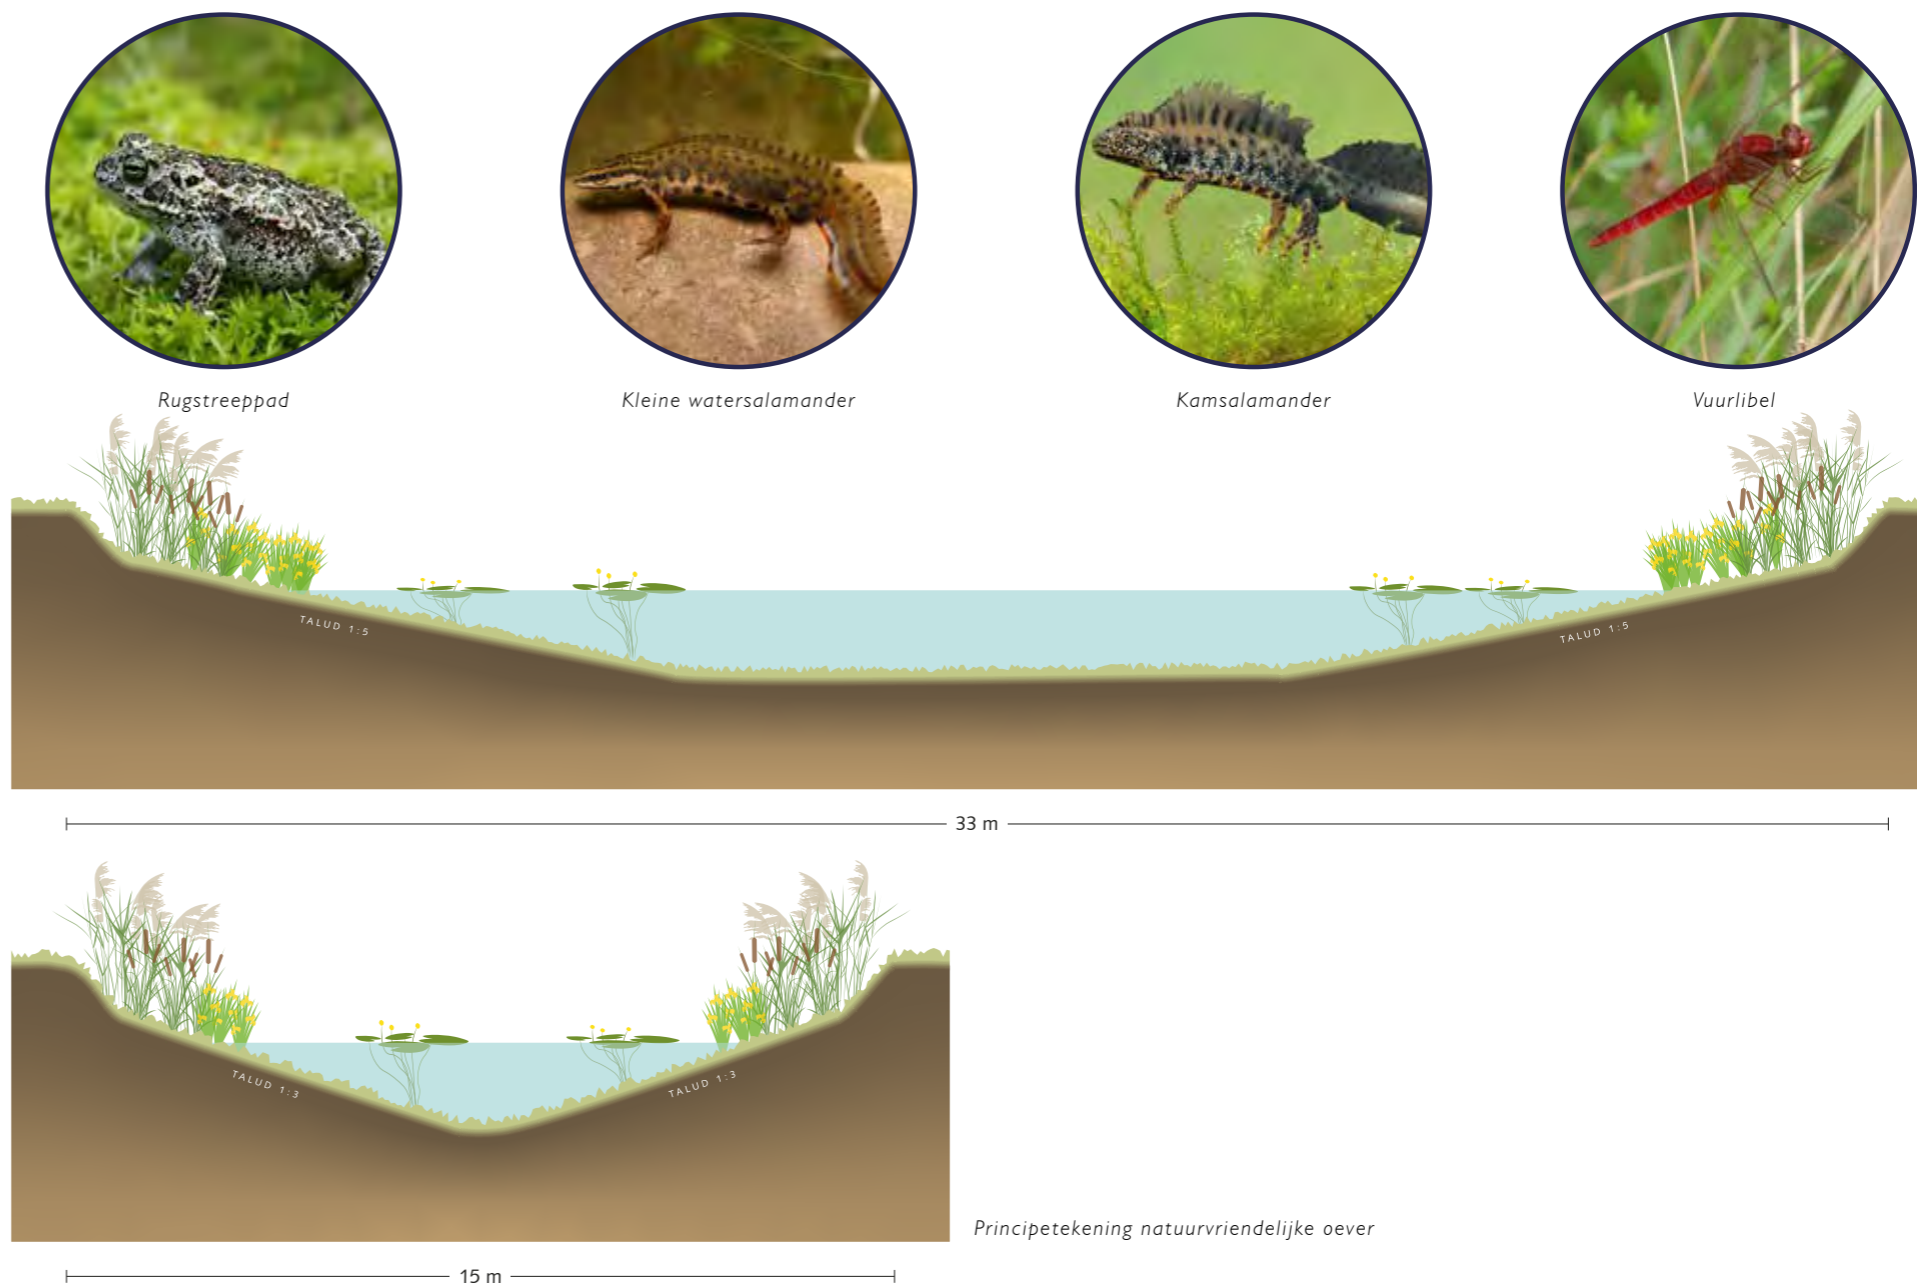 Rugstreeppad
Kleine watersalamander
Kamsalamander
Vuurlibel
TALUD 1:5
TALUD 1:5
33 m
TALUD 1:3
TALUD 1:3
Principetekening natuurvriendelijke oever
15 m